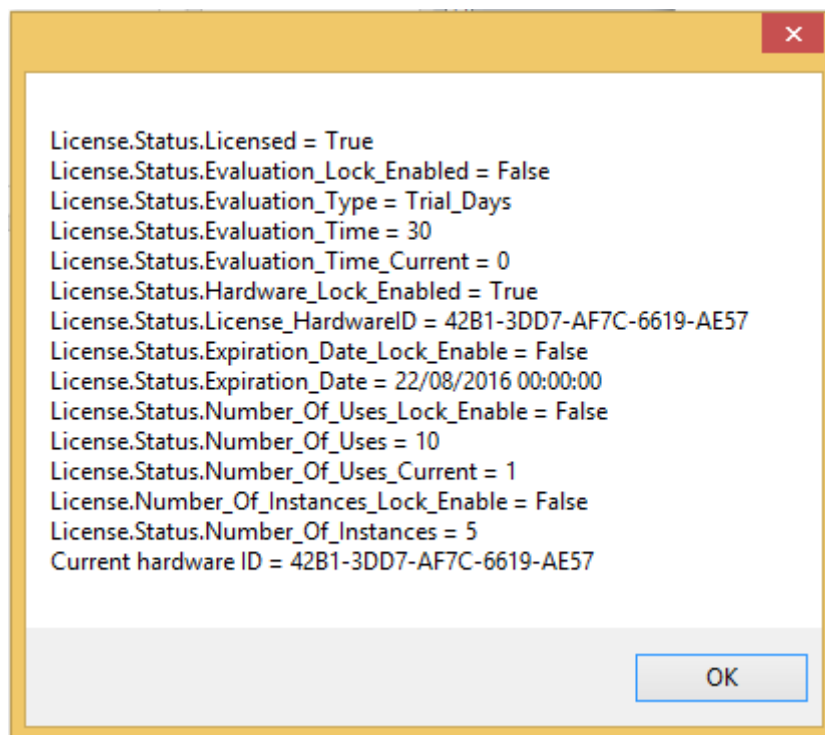 License.Status.Licensed = True
License.Status.Evaluation_Lock_Enabled = False
License.Status.Evaluation_Type = Trial_Days
License.Status.Evaluation_Time = 30
License.Status.Evaluation_Time_Current = 0
License.Status.Hardware_Lock_Enabled = True
License.Status.License_HardwareID = 42B1-3DD7-AF7C-6619-AE57
License.Status.Expiration_Date_Lock_Enable = False
License.Status.Expiration_Date = 22/08/2016 00:00:00
License.Status.Number_Of_Uses_Lock_Enable = False
License.Status.Number_Of_Uses = 10
License.Status.Number_Of_Uses_Current = 1
License.Number_Of_Instances_Lock_Enable = False
License.Status.Number_Of_Instances = 5
Current hardware ID = 42B1-3DD7-AF7C-6619-AE57
OK